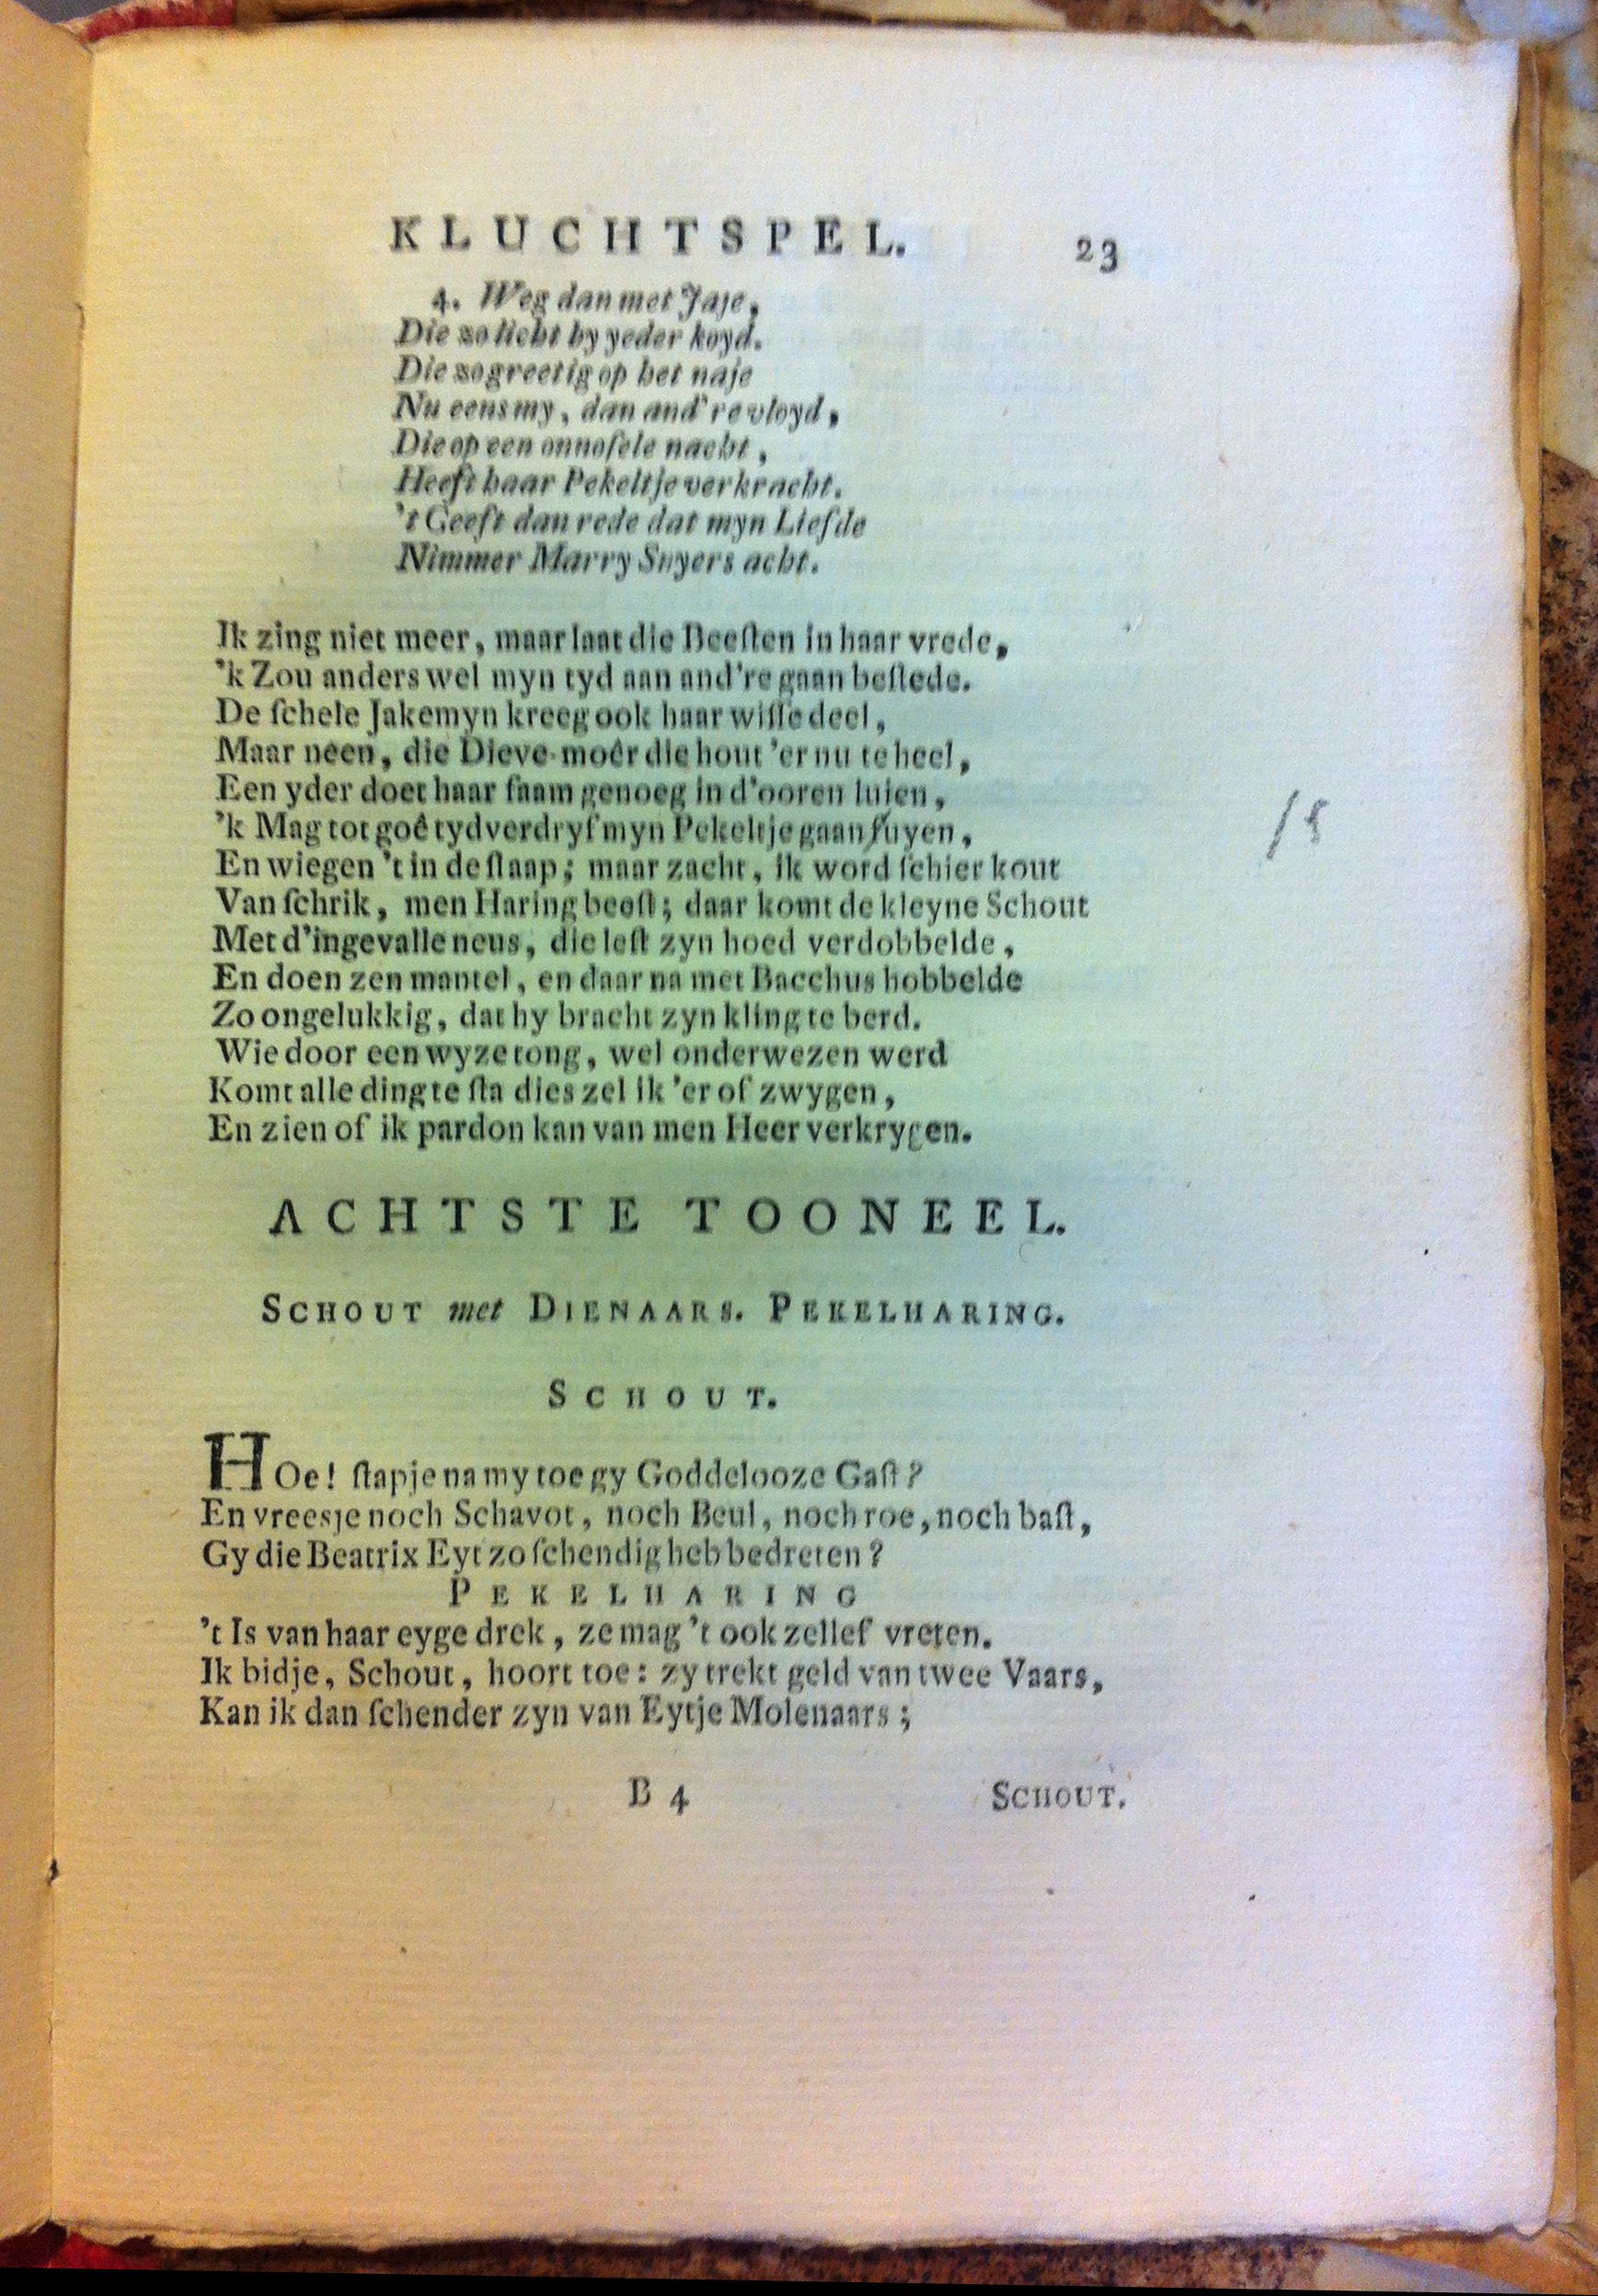 KLUCHTSPEL. 23
4. Weg dan met Jaje,
Die zo licht by yeder koyd.
Die zo greetig op het naje
Nu eens my, dan and're vloyd,
Die op een onnoſele nacht,
Heeft haar Pekeltje verkracht.
't Geeft dan rede dat myn Liefde
Nimmer Marry Snyers acht.
Ik zing niet meer, maar laat die Beeſten in haar vrede,
'k Zou anders wel myn tyd aan and're gaan beſtede.
De ſchele Jakemyn kreeg ook haar wiſſe deel,
Maar neen, die Dieve-moêr die hout 'er nu te heel,
Een yder doet haar faam genoeg in d'ooren luien,
'k Mag tot goê tydverdryf myn Pekeltje gaan ſuyen,
En wiegen 't in de ſlaap; maar zacht, ik word ſchier kout
Van ſchrik, men Haring beeft; daar komt de kleyne Schout
Met d'ingevalle neus, die leſt zyn hoed verdobbelde,
En doen zen mantel, en daar na met Bacchus hobbelde
Zo ongelukkig, dat hy bracht zyn kling te berd.
Wie door een wyze tong, wel onderwezen werd
Komt alle ding te ſta dies zel ik 'er of zwygen,
En zien of ik pardon kan van men Heer verkrygen.
ACHTSTE TOONEEL.
SCHOUT met DIENAARS. PEKELHARING.
SCHOUT.
HOe! ſtapje na my toe gy Goddelooze Gaſt?
En vreesje noch Schavot, noch Beul, noch roe, noch baſt,
Gy die Beatrix Eyt zo ſchendig heb bedreten?
PEKELHARING
't Is van haar eyge drek, ze mag 't ook zellef vreten.
Ik bidje, Schout, hoort toe: zy trekt geld van twee Vaars,
Kan ik dan ſchender zyn van Eytje Molenaars;
B 4 SCHOUT.